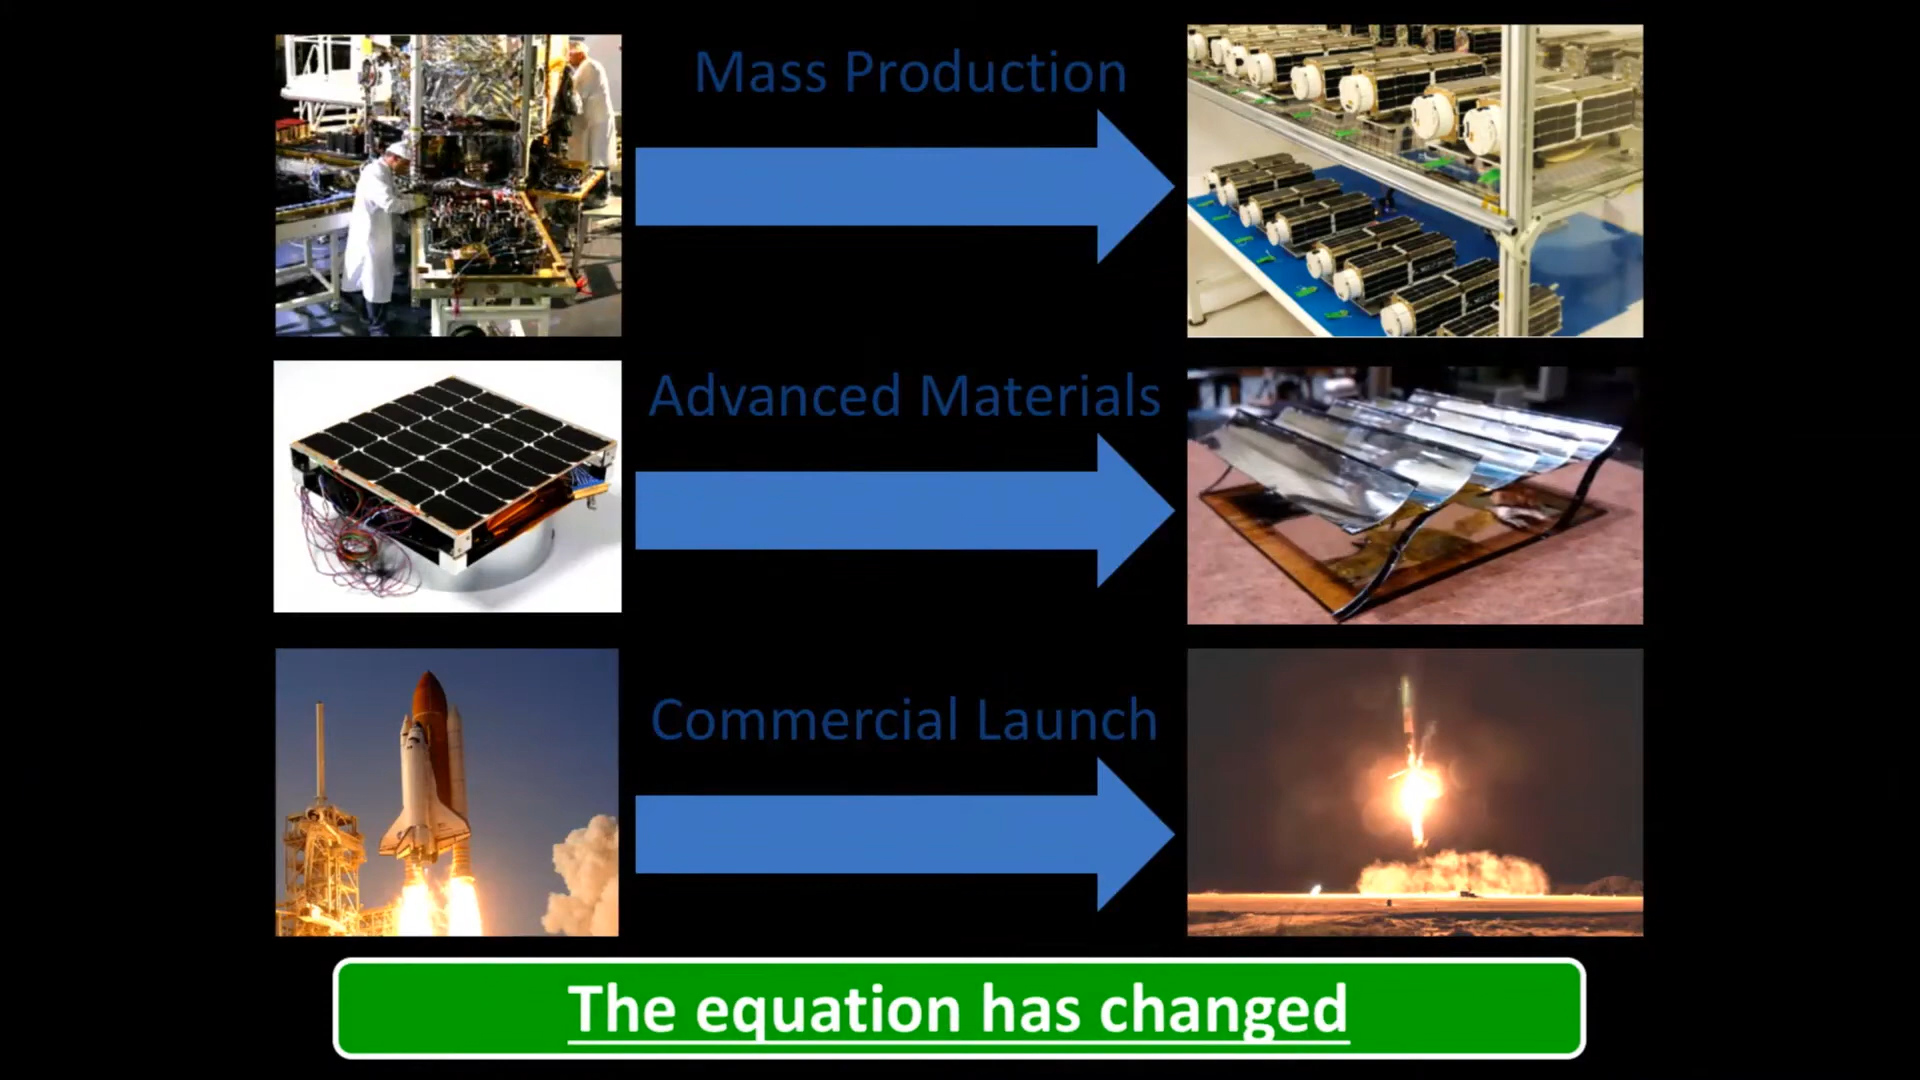 Mass Production
Advanced Materials
Commercial Launch
The equation has changed